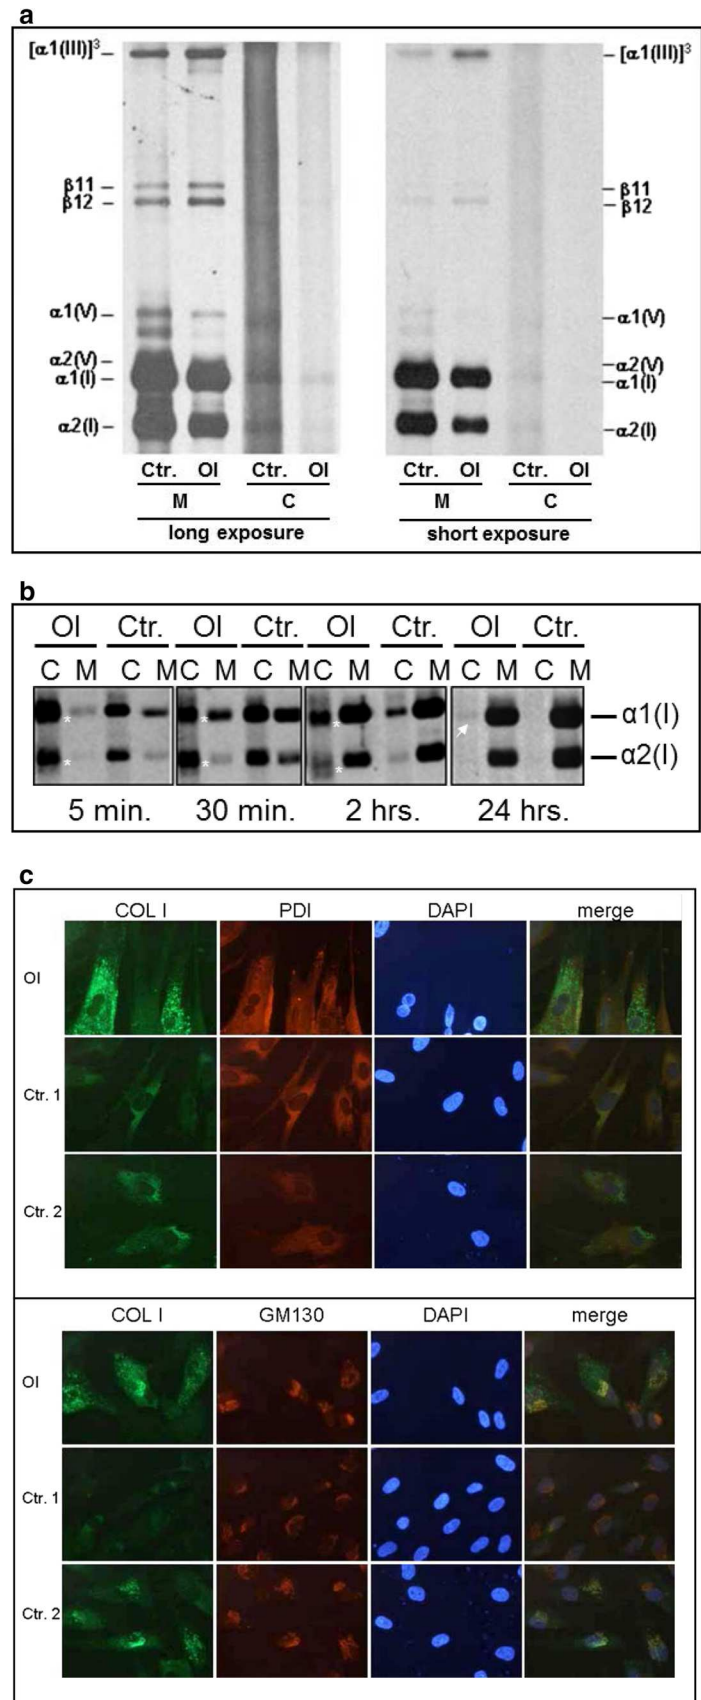 a
[α1(III)]³ [α1(III)]³
β11 β11
β12 β12
α1(V) α1(V)
α2(V) α2(V)
α1(I) α1(I)
α2(I) α2(I)
Ctr. OI Ctr. OI Ctr. OI Ctr. OI
M C M C
long exposure short exposure
b
OI Ctr. OI Ctr. OI Ctr. OI Ctr.
C M C M C M C M C M C M C M C M
α1(I)
* * *
α2(I)
* * *
5 min. 30 min. 2 hrs. 24 hrs.
c
COL I PDI DAPI merge
OI
Ctr. 1
Ctr. 2
COL I GM130 DAPI merge
OI
Ctr. 1
Ctr. 2